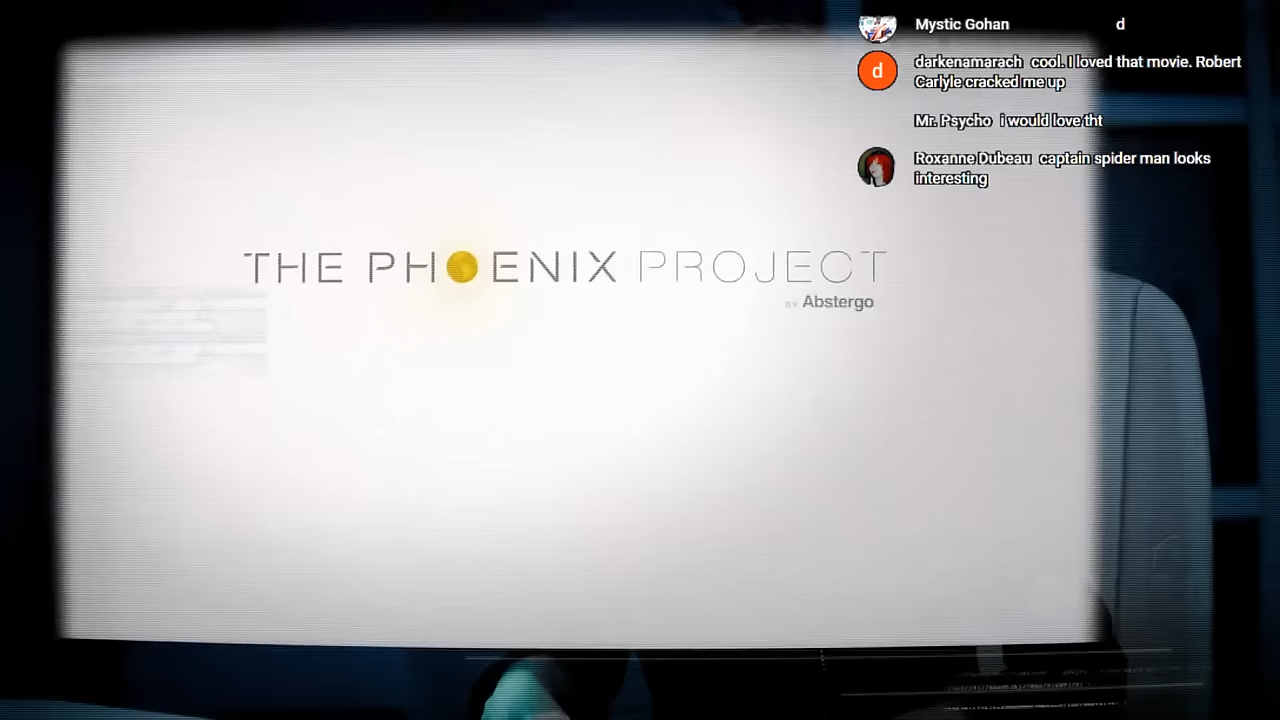 Mystic Gohan d
darkenamarach cool. I loved that movie. Robert
Carlyle cracked me up
Mr. Psycho i would love tht
Roxanne Dubeau captain spider man looks
interesting
THE PHOENIX PROJECT
BY Abstergo